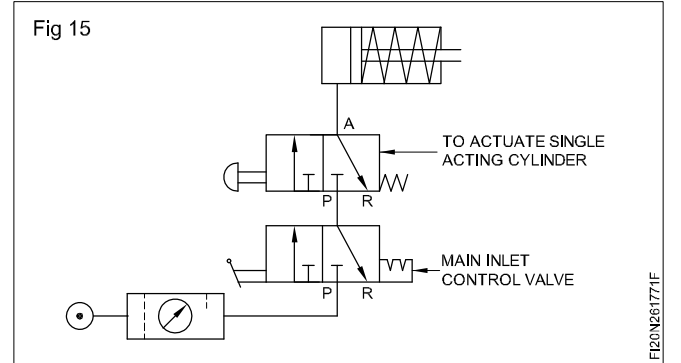 Fig 15
A
TO ACTUATE SINGLE
ACTING CYLINDER
P R
MAIN INLET
CONTROL VALVE
P R
FI20N261771F